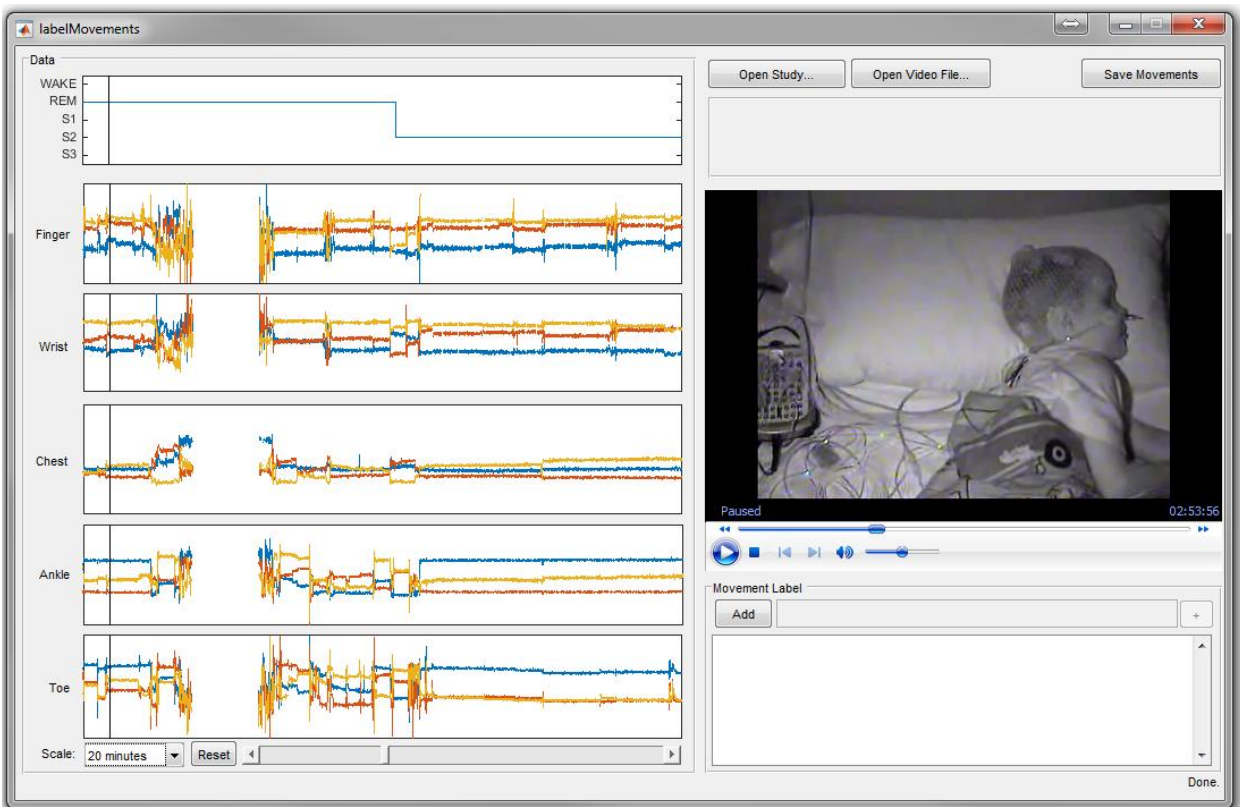 labelMovements
Data
WAKE
REM
S1
S2
S3
Finger
Wrist
Chest
Ankle
Toe
Scale: 20 minutes Reset
Open Study... Open Video File... Save Movements
Paused 02:53:56
Movement Label
Add +
Done.